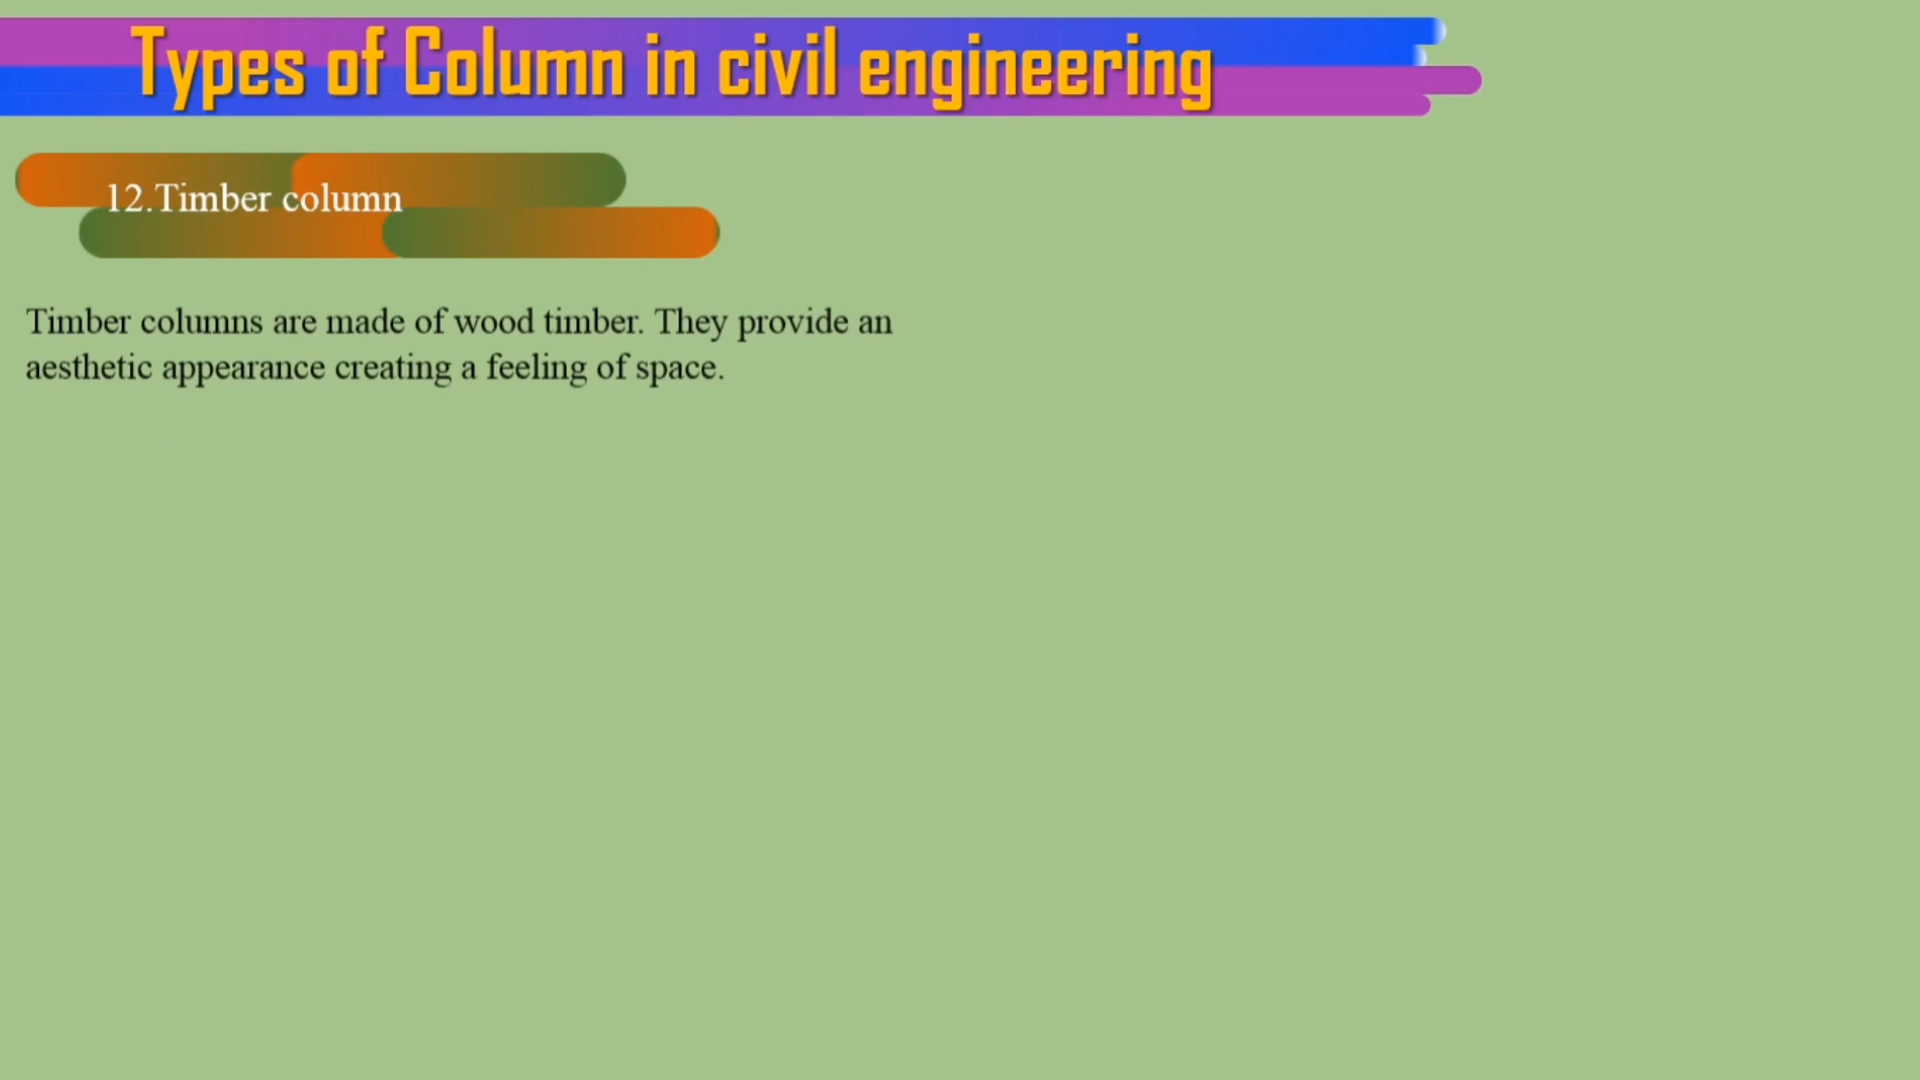 Types of Column in civil engineering
12.Timber column
Timber columns are made of wood timber. They provide an
aesthetic appearance creating a feeling of space.